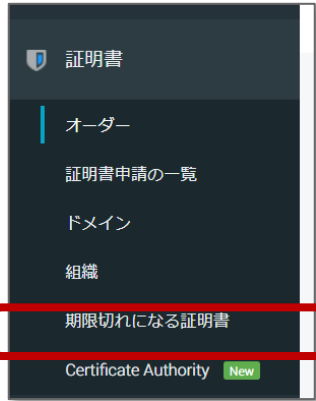 証明書
オーダー
証明書申請の一覧
ドメイン
組織
期限切れになる証明書
Certificate Authority New